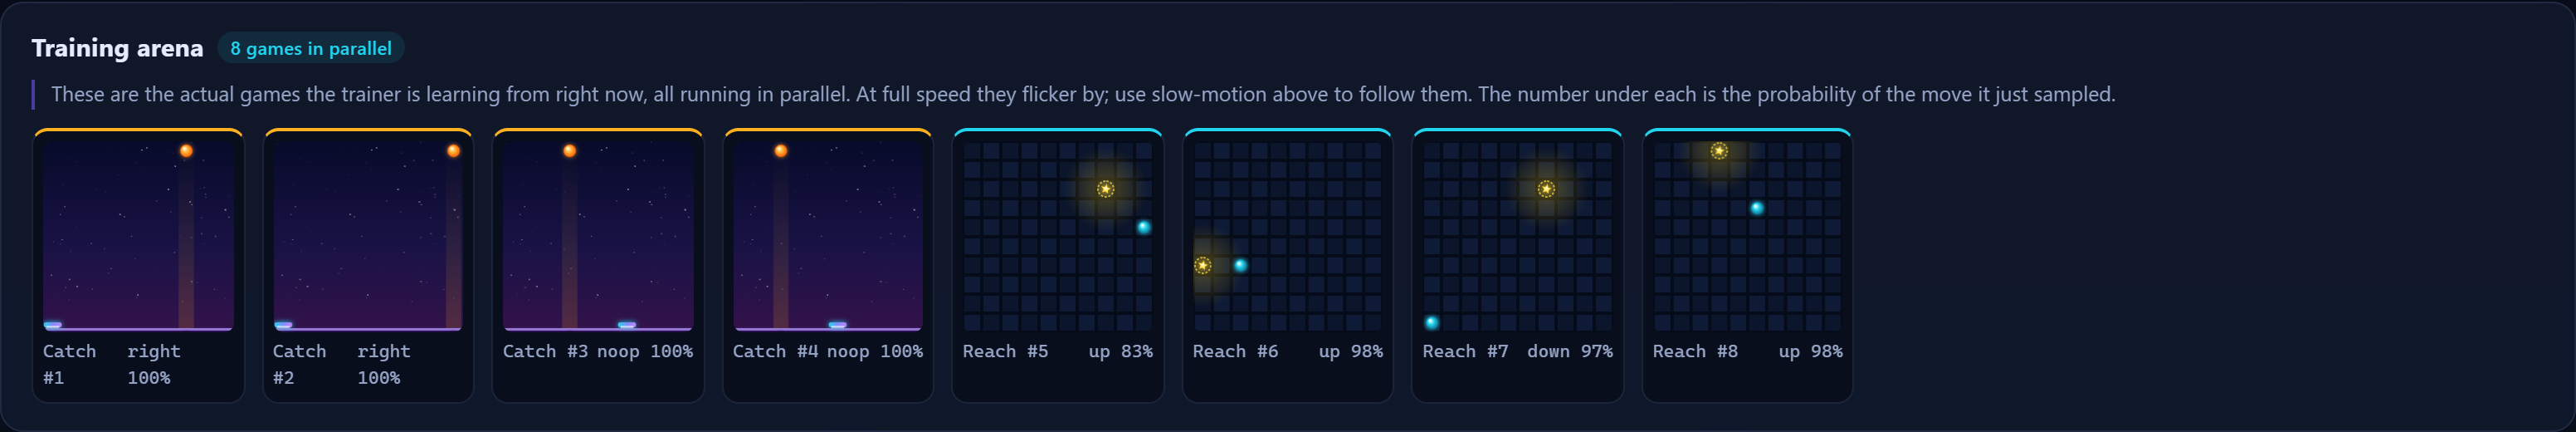 Training arena 8 games in parallel
These are the actual games the trainer is learning from right now, all running in parallel. At full speed they flicker by; use slow-motion above to follow them. The number under each is the probability of the move it just sampled.
Catch #1 right 100%
Catch #2 right 100%
Catch #3 noop 100%
Catch #4 noop 100%
Reach #5 up 83%
Reach #6 up 98%
Reach #7 down 97%
Reach #8 up 98%